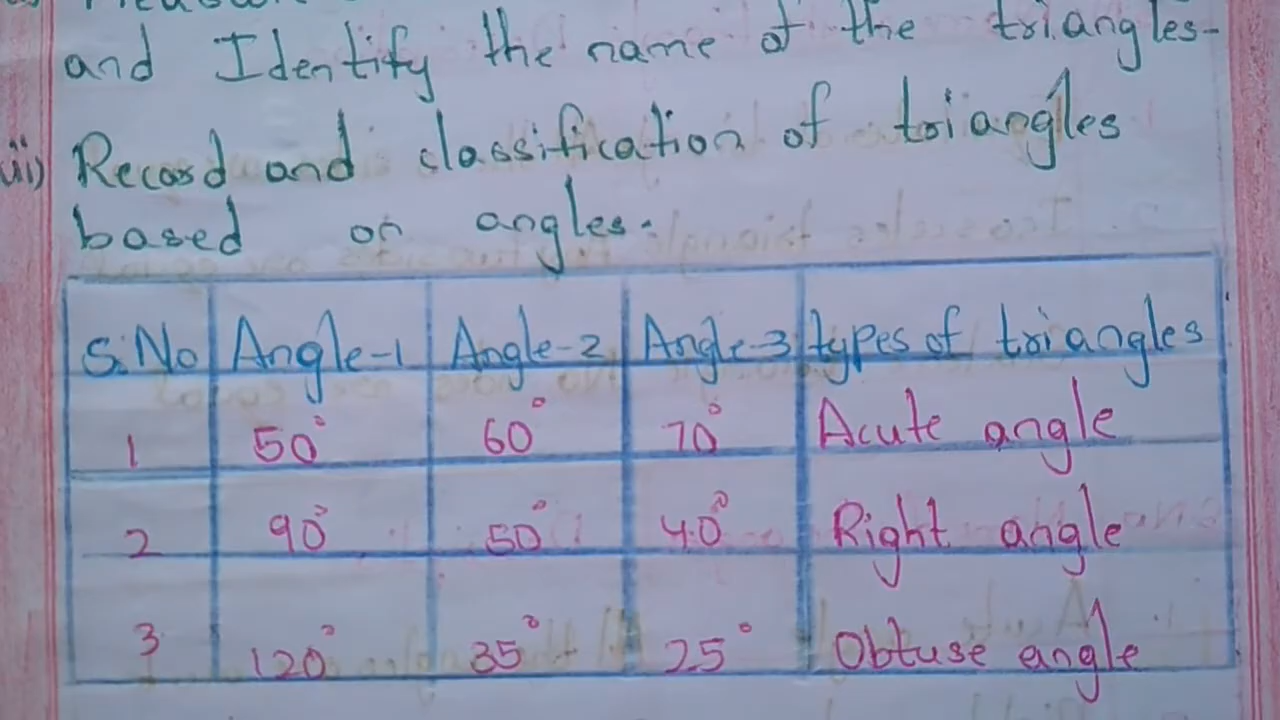 and Identify the name of the triangles-
iii) Record and classification of triangles
based on angles.
S.No Angle-1 Angle-2 Angle-3 types of triangles
1 50° 60° 70° Acute angle
2 90° 50° 40° Right angle
3 120° 35° 25° Obtuse angle